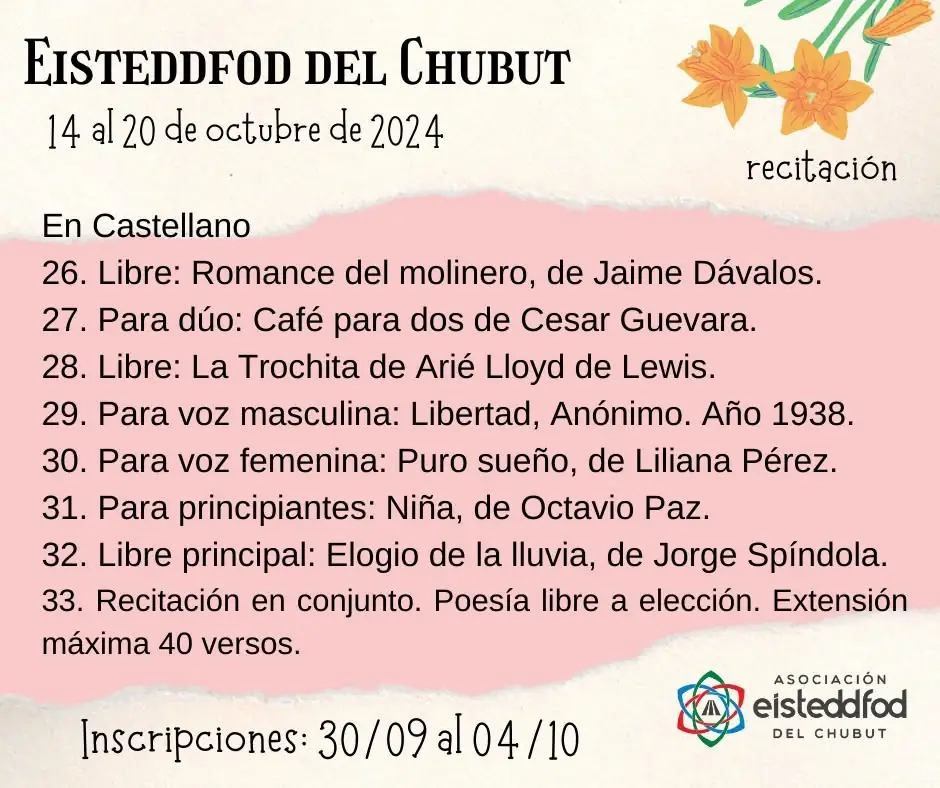 Eisteddfod del Chubut
14 al 20 de octubre de 2024
recitación
En Castellano
26. Libre: Romance del molinero, de Jaime Dávalos.
27. Para dúo: Café para dos de Cesar Guevara.
28. Libre: La Trochita de Arié Lloyd de Lewis.
29. Para voz masculina: Libertad, Anónimo. Año 1938.
30. Para voz femenina: Puro sueño, de Liliana Pérez.
31. Para principiantes: Niña, de Octavio Paz.
32. Libre principal: Elogio de la lluvia, de Jorge Spíndola.
33. Recitación en conjunto. Poesía libre a elección. Extensión
máxima 40 versos.
Inscripciones: 30/09 al 04/10
ASOCIACIÓN
eisteddfod
DEL CHUBUT